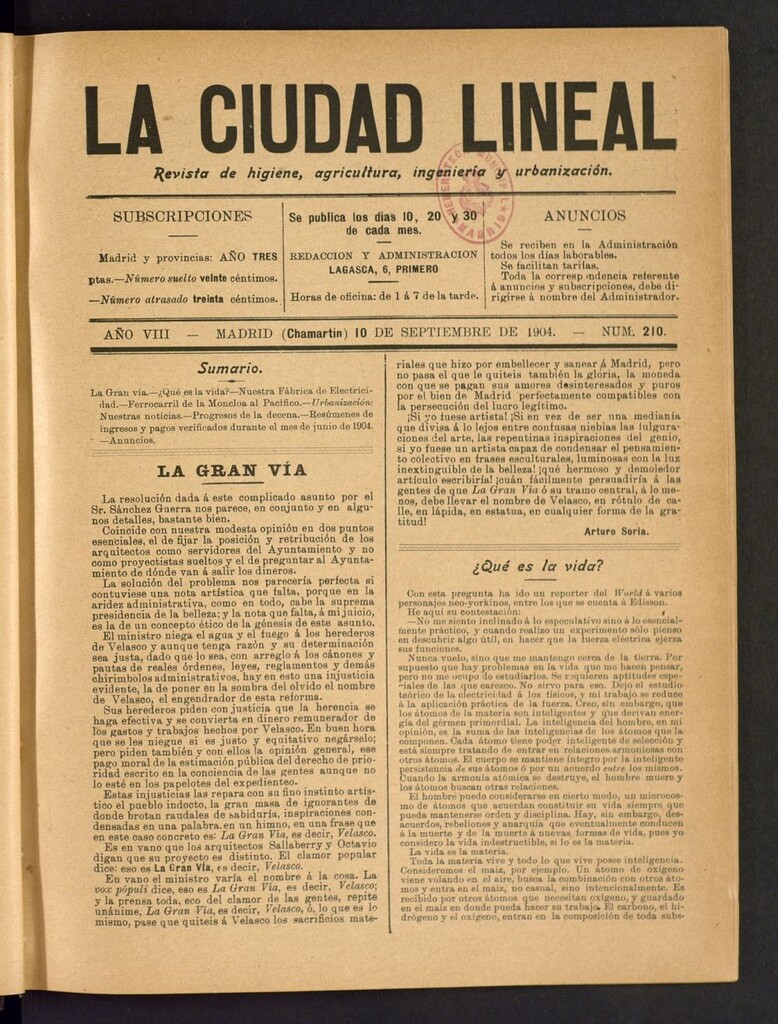 LA CIUDAD LINEAL
Revista de higiene, agricultura, ingeniería y urbanización.
SUBSCRIPCIONES
Madrid y provincias: AÑO TRES
ptas.—Número suelto veinte céntimos.
—Número atrasado treinta céntimos.
Se publica los días 10, 20 y 30
de cada mes.
REDACCION Y ADMINISTRACION
LAGASCA, 6, PRIMERO
Horas de oficina: de 1 á 7 de la tarde.
ANUNCIOS
Se reciben en la Administración
todos los días laborables.
Se facilitan tarifas.
Toda la correspondencia referente
á anuncios y subscripciones, debe di-
rigirse á nombre del Administrador.
AÑO VIII — MADRID (Chamartin) 10 DE SEPTIEMBRE DE 1904. — NUM. 210.
Sumario.
La Gran vía.—¿Qué es la vida?—Nuestra Fábrica de Electrici-
dad.—Ferrocarril de la Moncloa al Pacífico.—Urbanización:
Nuestras noticias.—Progresos de la decena.—Resúmenes de
ingresos y pagos verificados durante el mes de junio de 1904.
—Anuncios.
LA GRAN VÍA
La resolución dada á este complicado asunto por el
Sr. Sánchez Guerra nos parece, en conjunto y en algu-
nos detalles, bastante bien.
Coincide con nuestra modesta opinión en dos puntos
esenciales, el de fijar la posición y retribución de los
arquitectos como servidores del Ayuntamiento y no
como proyectistas sueltos y el de preguntar al Ayunta-
miento de dónde van á salir los dineros.
La solución del problema nos parecería perfecta si
contuviese una nota artística que falta, porque en la
aridez administrativa, como en todo, cabe la suprema
presidencia de la belleza; y la nota que falta, á mi juicio,
es la de un concepto ético de la génesis de este asunto.
El ministro niega el agua y el fuego á los herederos
de Velasco y aunque tenga razón y su determinación
sea justa, dado que lo sea, con arreglo á los cánones y
pautas de reales órdenes, leyes, reglamentos y demás
chirimbolos administrativos, hay en esto una injusticia
evidente, la de poner en la sombra del olvido el nombre
de Velasco, el engendrador de esta reforma.
Sus herederos piden con justicia que la herencia se
haga efectiva y se convierta en dinero remunerador de
los gastos y trabajos hechos por Velasco. En buen hora
que se les niegue si es justo y equitativo negárselo;
pero piden también y con ellos la opinión general, ese
pago moral de la estimación pública del derecho de prio-
ridad escrito en la conciencia de las gentes aunque no
lo esté en los papelotes del expedienteo.
Estas injusticias las repara con su fino instinto artís-
tico el pueblo indocto, la gran masa de ignorantes de
donde brotan raudales de sabiduría, inspiraciones con-
densadas en una palabra, en un himno, en una frase que
en este caso concreto es: La Gran Vía, es decir, Velasco.
Es en vano que los arquitectos Sallaberry y Octavio
digan que su proyecto es distinto. El clamor popular
dice: eso es La Gran Vía, es decir, Velasco.
En vano el ministro varía el nombre á la cosa. La
vox pópuli dice, eso es La Gran Vía, es decir, Velasco;
y la prensa toda, eco del clamor de las gentes, repite
unánime, La Gran Vía, es decir, Velasco, ó, lo que es lo
mismo, pase que quiteis á Velasco los sacrificios mate-
riales que hizo por embellecer y sanear á Madrid, pero
no pasa el que le quiteis también la gloria, la moneda
con que se pagan sus amores desinteresados y puros
por el bien de Madrid perfectamente compatibles con
la persecución del lucro legítimo.
¡Si yo fuese artista! ¡Si en vez de ser una medianía
que divisa á lo lejos entre confusas nieblas las fulgura-
ciones del arte, las repentinas inspiraciones del genio,
si yo fuese un artista capaz de condensar el pensamien-
to colectivo en frases esculturales, luminosas con la luz
inextinguible de la belleza! ¡qué hermoso y demoledor
artículo escribiría! ¡cuán fácilmente persuadiría á las
gentes de que La Gran Vía ó su tramo central, á lo me-
nos, debe llevar el nombre de Velasco, en rótulo de ca-
lle, en lápida, en estatua, en cualquier forma de la gra-
titud!
Arturo Soria.
¿Qué es la vida?
Con esta pregunta ha ido un reporter del World á varios
personajes neo-yorkinos, entre los que se cuenta á Edisson.
He aquí su contestación:
—No me siento inclinado á lo especulativo sino á lo esencial-
mente práctico, y cuando realizo un experimento sólo pienso
en descubrir algo útil, en hacer que la fuerza eléctrica ejerza
sus funciones.
Nunca vuelo, sino que me mantengo cerca de la tierra. Por
supuesto que hay problemas en la vida que me hacen pensar,
pero no me ocupo de estudiarlos. Se requieren aptitudes espe-
ciales de las que carezco. No sirvo para eso. Dejo el estudio
teórico de la electricidad á los físicos, y mi trabajo se reduce
á la aplicación práctica de la fuerza. Creo, sin embargo, que
los átomos de la materia son inteligentes y que derivan ener-
gía del gérmen primordial. La inteligencia del hombre, en mi
opinión, es la suma de las inteligencias de los átomos que la
componen. Cada átomo tiene poder inteligente de selección y
está siempre tratando de entrar en relaciones armoniosas con
otros átomos. El cuerpo se mantiene íntegro por la inteligente
persistencia de sus átomos ó por un acuerdo entre los mismos.
Cuando la armonía atómica se destruye, el hombre muere y
los átomos buscan otras relaciones.
El hombre puede considerarse en cierto modo, un microcos-
mos de átomos que acuerdan constituir su vida siempre que
pueda mantenerse orden y disciplina. Hay, sin embargo, des-
acuerdos, rebeliones y anarquía que eventualmente conducen
á la muerte y de la muerte á nuevas formas de vida, pues yo
considero la vida indestructible, si lo es la materia.
La vida es la materia.
Toda la materia vive y todo lo que vive posee inteligencia.
Consideremos el maíz, por ejemplo. Un átomo de oxígeno
viene volando en el aire, busca la combinación con otros áto-
mos y entra en el maíz, no casual, sino intencionalmente. Es
recibido por otros átomos que necesitan oxígeno, y guardado
en el maíz en donde pueda hacer su trabajo. El carbono, el hi-
drógeno y el oxígeno, entran en la composición de toda subs-